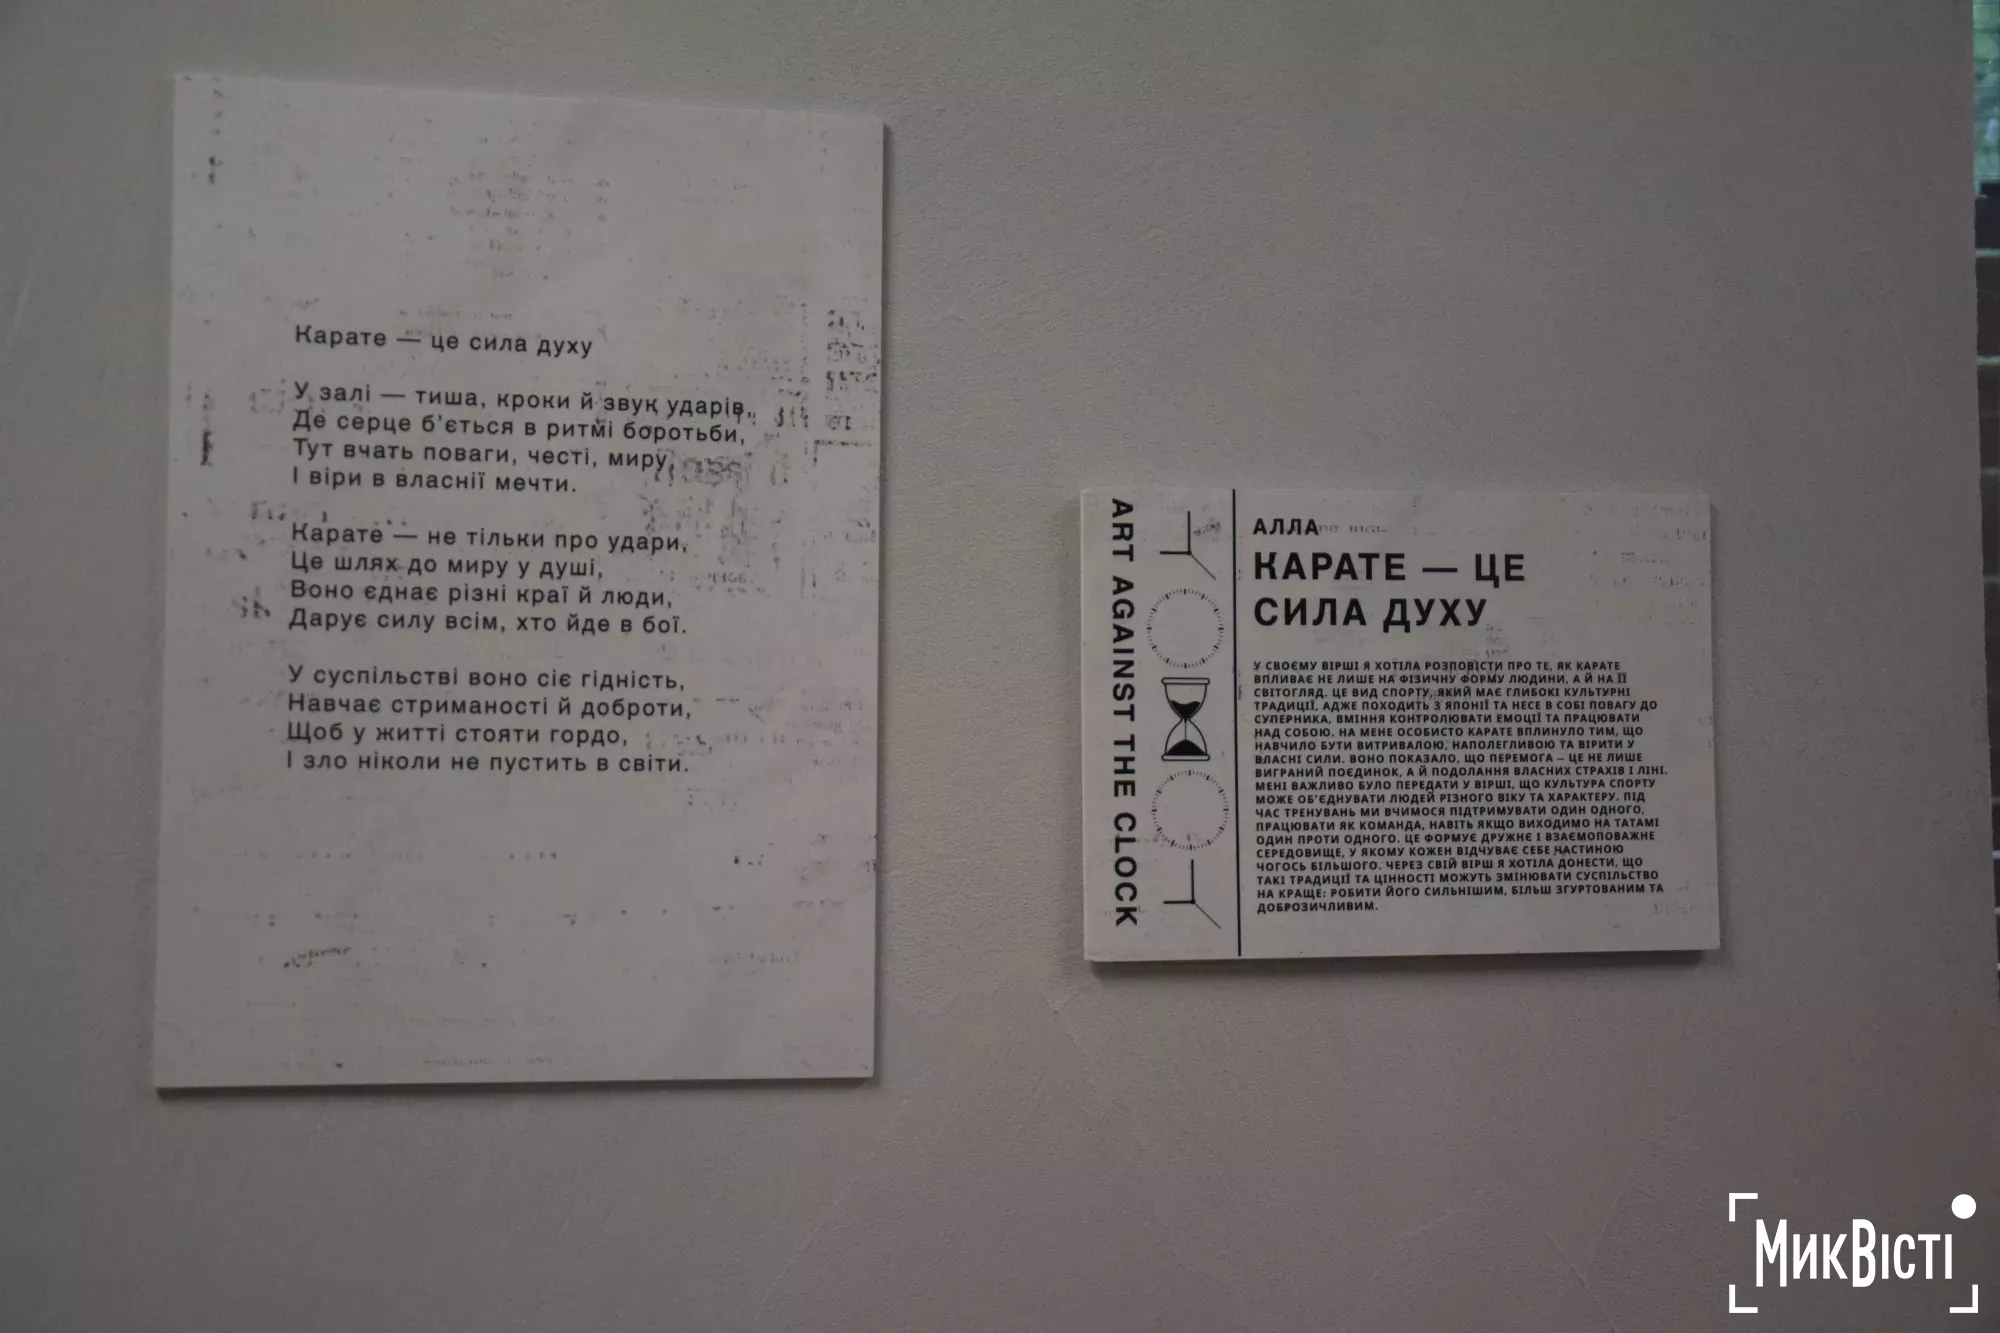 Карате — це сила духу
У залі — тиша, кроки й звук ударів,
Де серце б'ється в ритмі боротьби,
Тут вчать поваги, честі, миру,
І віри в власнії мечти.
Карате — не тільки про удари,
Це шлях до миру у душі,
Воно єднає різні краї й люди,
Дарує силу всім, хто йде в бої.
У суспільстві воно сіє гідність,
Навчає стриманості й доброти,
Щоб у житті стояти гордо,
І зло ніколи не пустить в світи.
ART AGAINST THE CLOCK
АЛЛА
КАРАТЕ — ЦЕ
СИЛА ДУХУ
У СВОЄМУ ВІРШІ Я ХОТІЛА РОЗПОВІСТИ ПРО ТЕ, ЯК КАРАТЕ
ВПЛИВАЄ НЕ ЛИШЕ НА ФІЗИЧНУ ФОРМУ ЛЮДИНИ, А Й НА ЇЇ
СВІТОГЛЯД. ЦЕ ВИД СПОРТУ, ЯКИЙ МАЄ ГЛИБОКІ КУЛЬТУРНІ
ТРАДИЦІЇ, АДЖЕ ПОХОДИТЬ З ЯПОНІЇ ТА НЕСЕ В СОБІ ПОВАГУ ДО
СУПЕРНИКА, ВМІННЯ КОНТРОЛЮВАТИ ЕМОЦІЇ ТА ПРАЦЮВАТИ
НАД СОБОЮ. НА МЕНЕ ОСОБИСТО КАРАТЕ ВПЛИНУЛО ТИМ, ЩО
НАВЧИЛО БУТИ ВИТРИВАЛОЮ, НАПОЛЕГЛИВОЮ ТА ВІРИТИ У
ВЛАСНІ СИЛИ. ВОНО ПОКАЗАЛО, ЩО ПЕРЕМОГА – ЦЕ НЕ ЛИШЕ
ВИГРАНИЙ ПОЄДИНОК, А Й ПОДОЛАННЯ ВЛАСНИХ СТРАХІВ І ЛІНІ.
МЕНІ ВАЖЛИВО БУЛО ПЕРЕДАТИ У ВІРШІ, ЩО КУЛЬТУРА СПОРТУ
МОЖЕ ОБ'ЄДНУВАТИ ЛЮДЕЙ РІЗНОГО ВІКУ ТА ХАРАКТЕРУ. ПІД
ЧАС ТРЕНУВАНЬ МИ ВЧИМОСЯ ПІДТРИМУВАТИ ОДИН ОДНОГО,
ПРАЦЮВАТИ ЯК КОМАНДА, НАВІТЬ ЯКЩО ВИХОДИМО НА ТАТАМІ
ОДИН ПРОТИ ОДНОГО. ЦЕ ФОРМУЄ ДРУЖНЄ І ВЗАЄМОПОВАЖНЕ
СЕРЕДОВИЩЕ, У ЯКОМУ КОЖЕН ВІДЧУВАЄ СЕБЕ ЧАСТИНОЮ
ЧОГОСЬ БІЛЬШОГО. ЧЕРЕЗ СВІЙ ВІРШ Я ХОТІЛА ДОНЕСТИ, ЩО
ТАКІ ТРАДИЦІЇ ТА ЦІННОСТІ МОЖУТЬ ЗМІНЮВАТИ СУСПІЛЬСТВО
НА КРАЩЕ: РОБИТИ ЙОГО СИЛЬНІШИМ, БІЛЬШ ЗГУРТОВАНИМ ТА
ДОБРОЗИЧЛИВИМ.
МикВісті